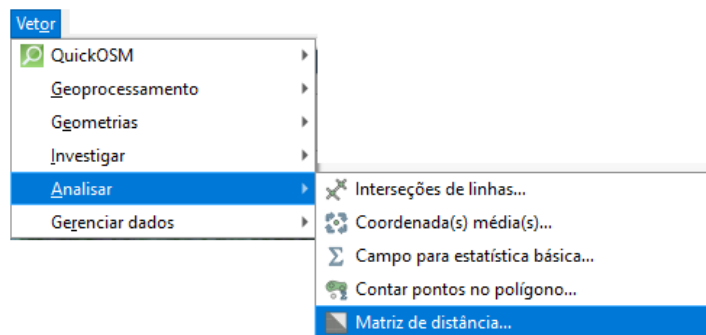 Vetor
QuickOSM
Geoprocessamento
Geometrias
Investigar
Analisar
Gerenciar dados
Interseções de linhas...
Coordenada(s) média(s)...
Campo para estatística básica...
Contar pontos no polígono...
Matriz de distância...